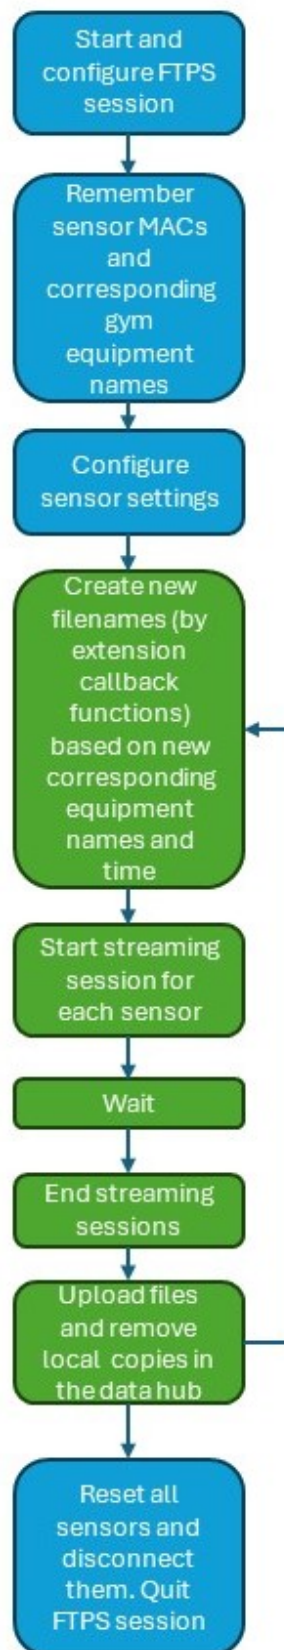 Start and
configure FTPS
session
Remember
sensor MACs
and
corresponding
gym
equipment
names
Configure
sensor settings
Create new
filenames (by
extension
callback
functions)
based on new
corresponding
equipment
names and
time
Start streaming
session for
each sensor
Wait
End streaming
sessions
Upload files
and remove
local copies in
the data hub
Reset all
sensors and
disconnect
them. Quit
FTPS session